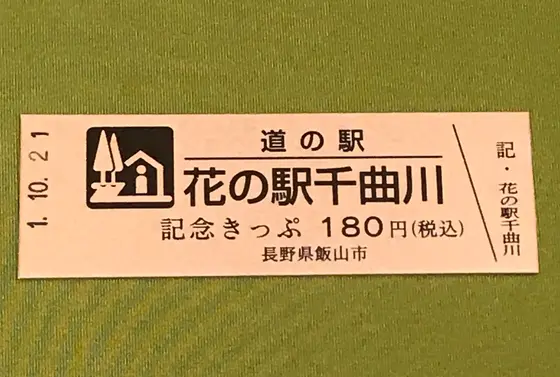 1. 10. 21
道の駅
花の駅千曲川
記念きっぷ 180円(税込)
長野県飯山市
記・花の駅千曲川